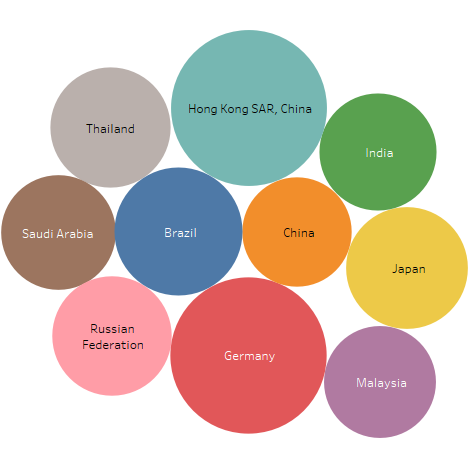 Hong Kong SAR, China
Thailand
India
Saudi Arabia
Brazil
China
Japan
Russian
Federation
Germany
Malaysia